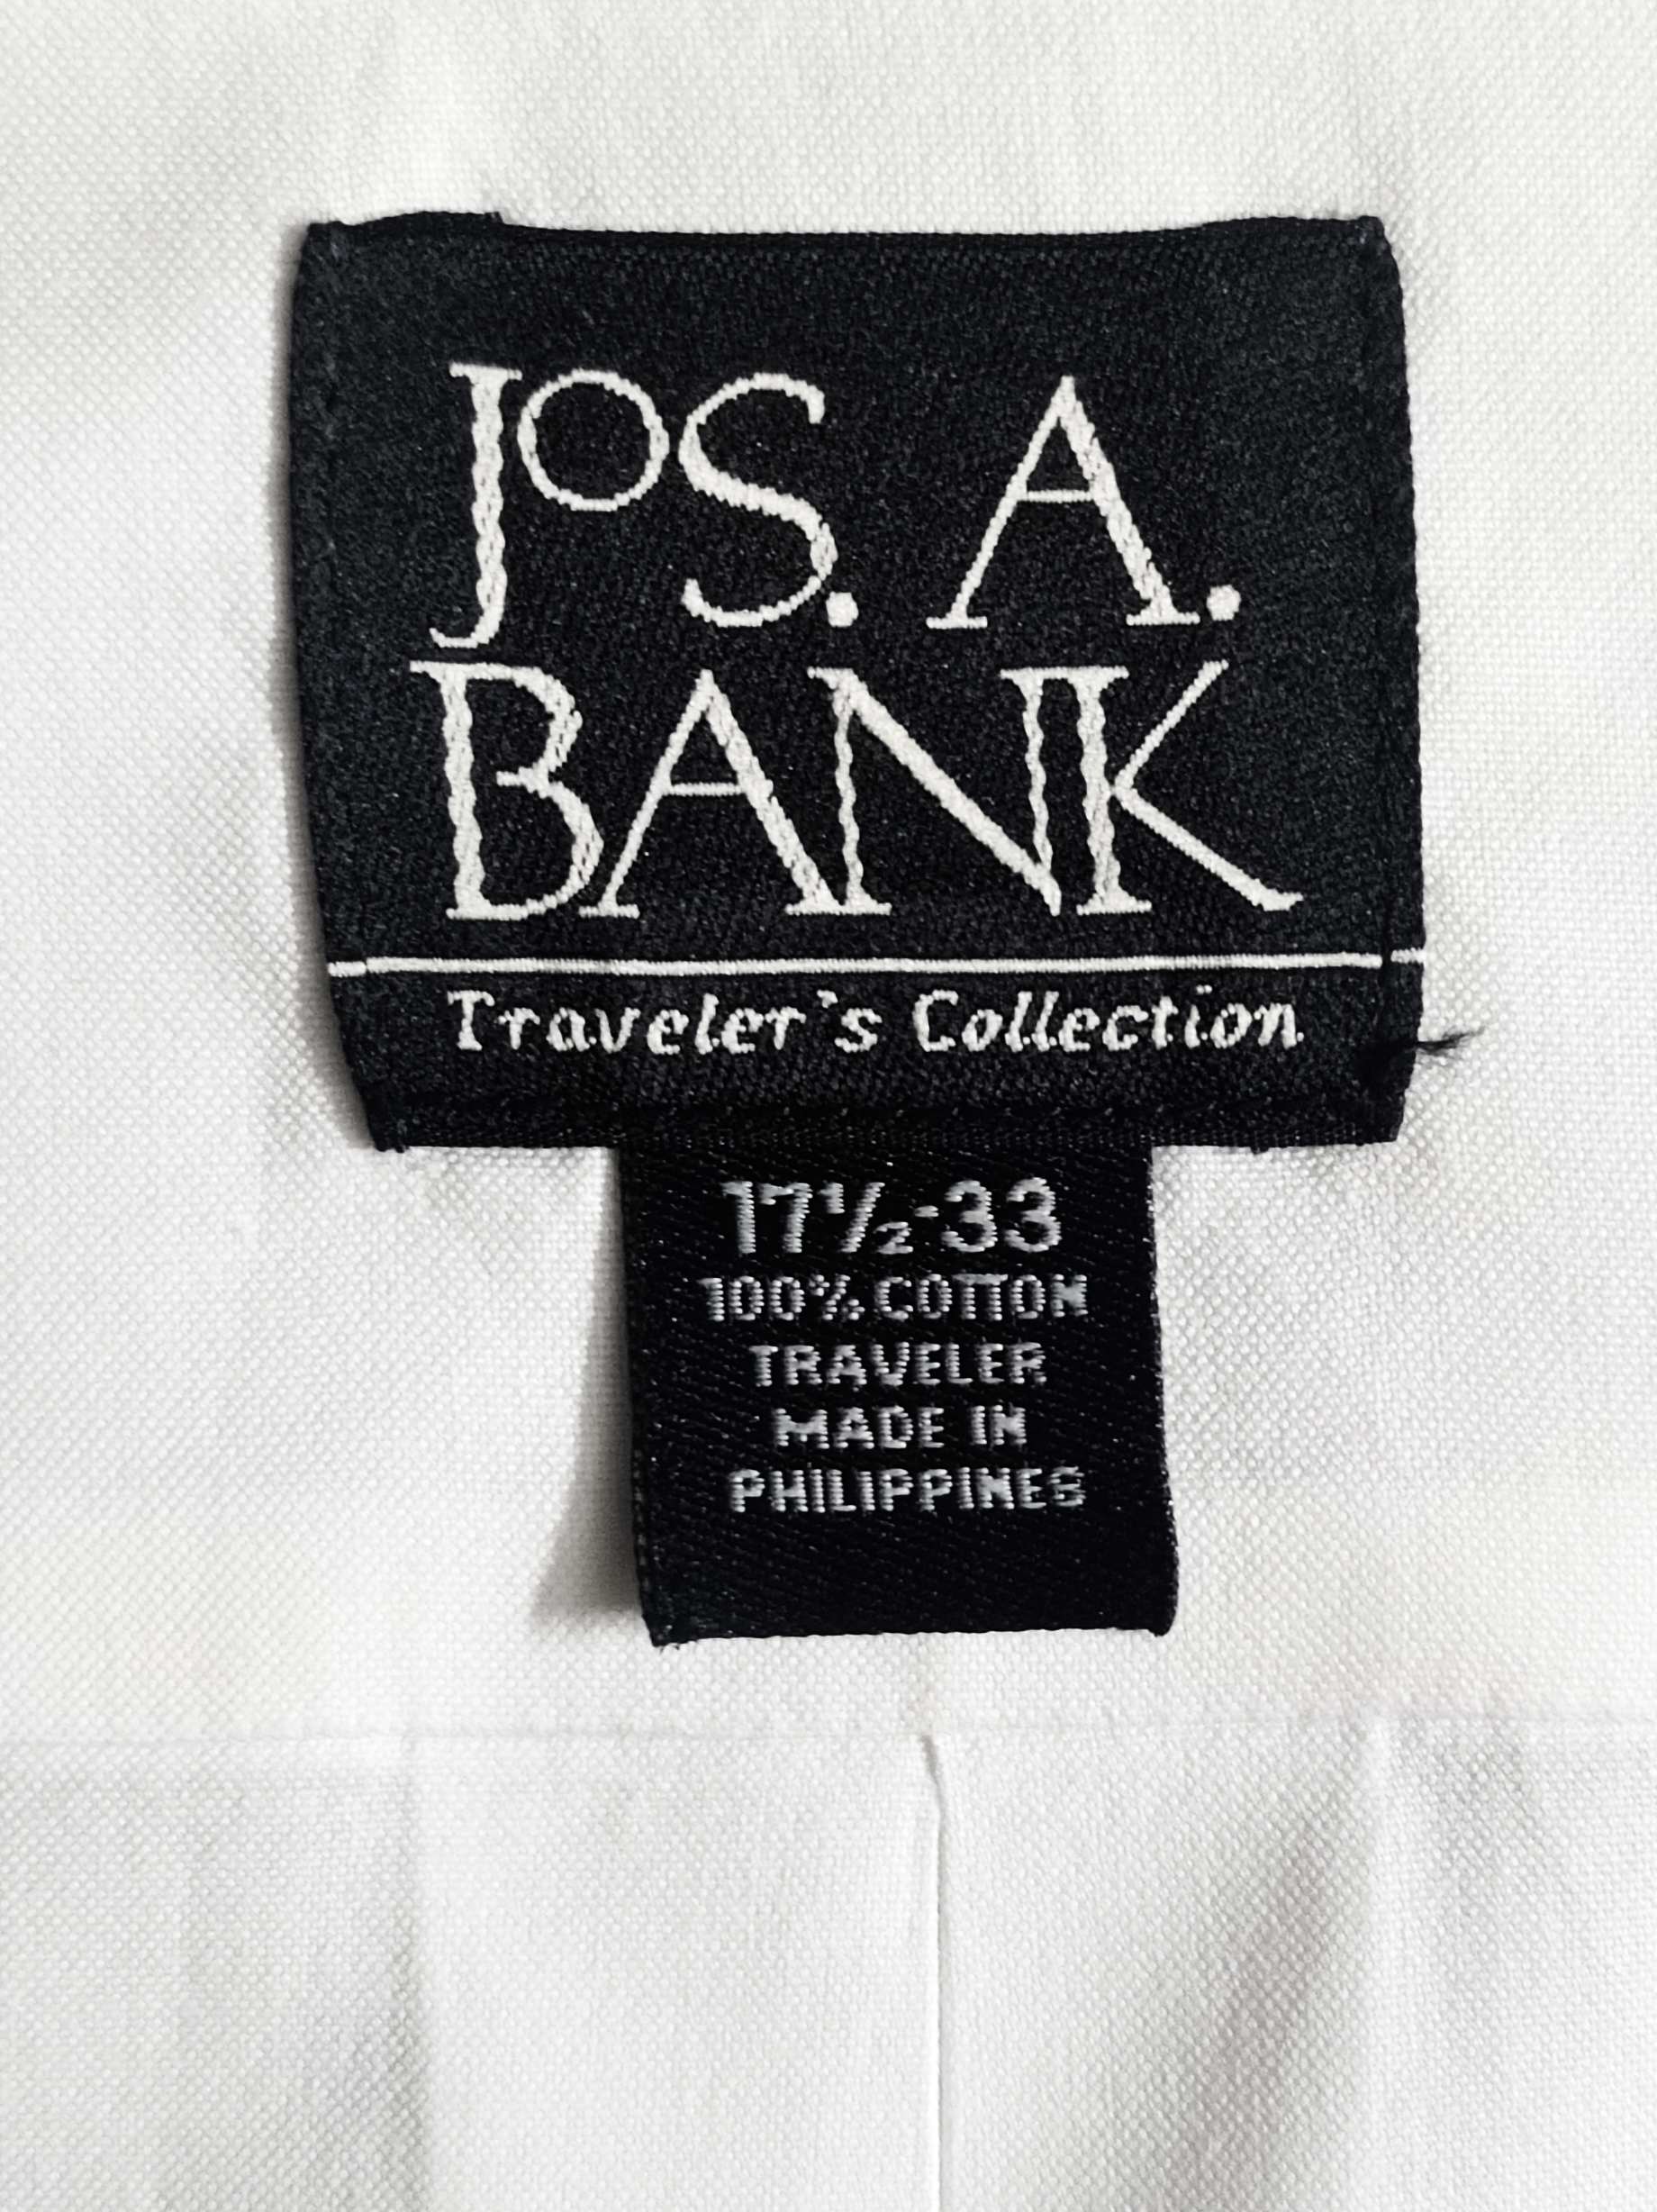 JOS. A.
BANK
Traveler's Collection
17½-33
100% COTTON
TRAVELER
MADE IN
PHILIPPINES